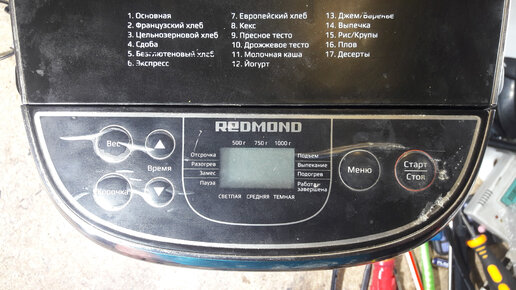 1. Основная
2. Французский хлеб
3. Цельнозерновой хлеб
4. Сдоба
5. Безглютеновый хлеб
6. Экспресс
7. Европейский хлеб
8. Кекс
9. Пресное тесто
10. Дрожжевое тесто
11. Молочная каша
12. Йогурт
13. Джем/Варенье
14. Выпечка
15. Рис/Крупы
16. Плов
17. Десерты
REDMOND
500 г 750 г 1000 г
Отсрочка
Разогрев
Замес
Пауза
Подъем
Выпекание
Подогрев
Работа
завершена
СВЕТЛАЯ СРЕДНЯЯ ТЕМНАЯ
Вес
Время
Корочка
Меню
Старт
Стоп